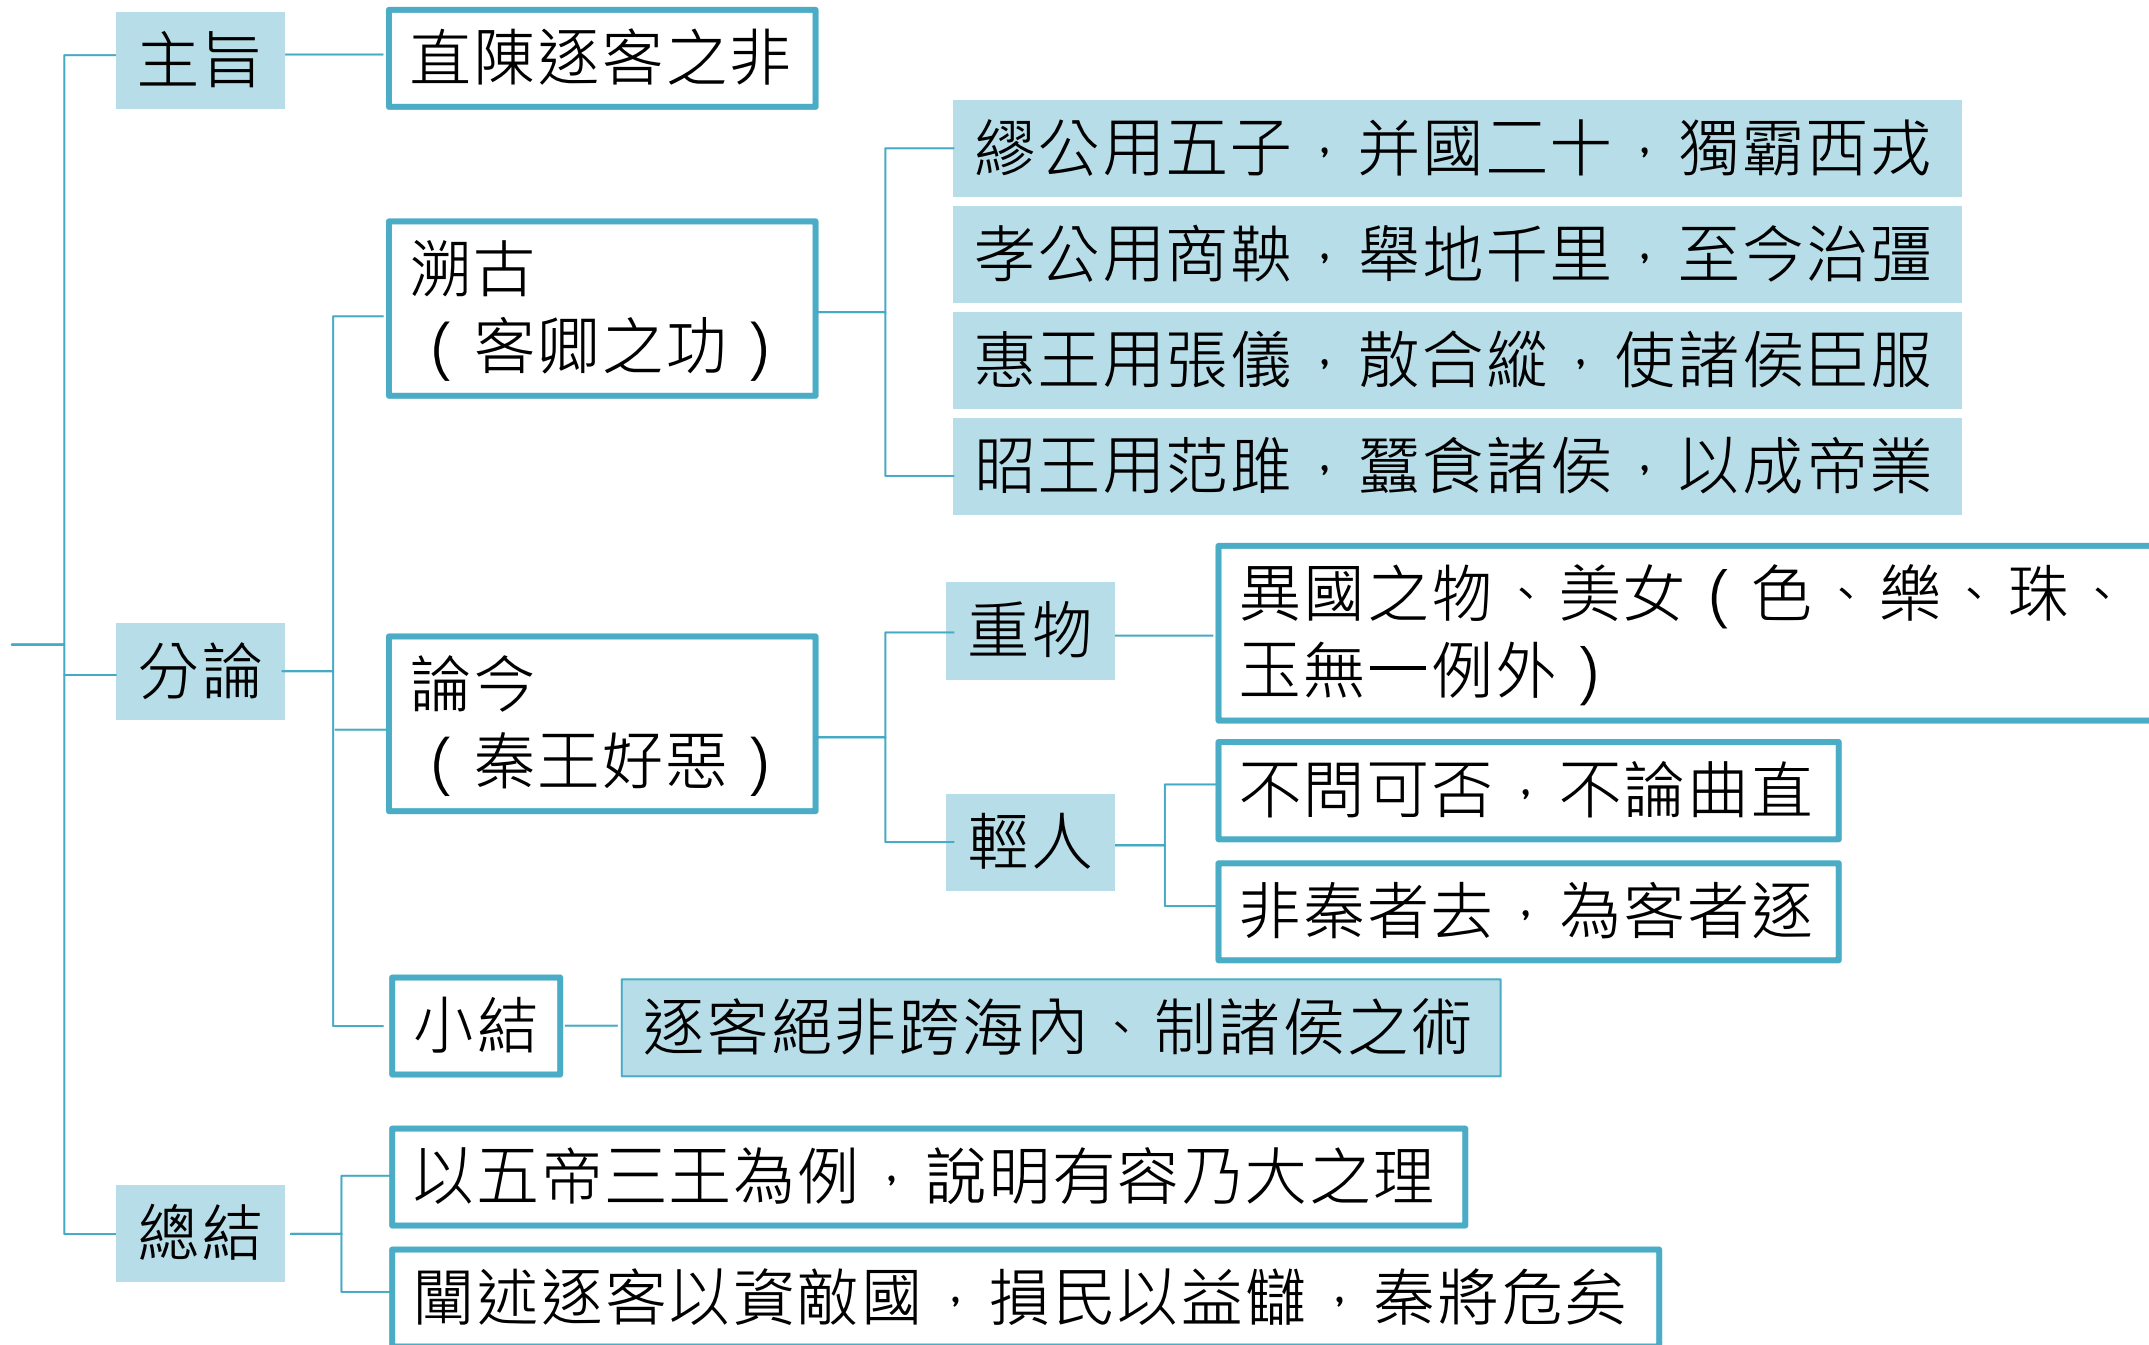 主旨
直陳逐客之非
繆公用五子，并國二十，獨霸西戎
溯古
（客卿之功）
孝公用商鞅，舉地千里，至今治彊
惠王用張儀，散合縱，使諸侯臣服
昭王用范雎，蠶食諸侯，以成帝業
分論
論今
（秦王好惡）
重物
異國之物、美女（色、樂、珠、
玉無一例外）
輕人
不問可否，不論曲直
非秦者去，為客者逐
小結
逐客絕非跨海內、制諸侯之術
總結
以五帝三王為例，說明有容乃大之理
闡述逐客以資敵國，損民以益讎，秦將危矣